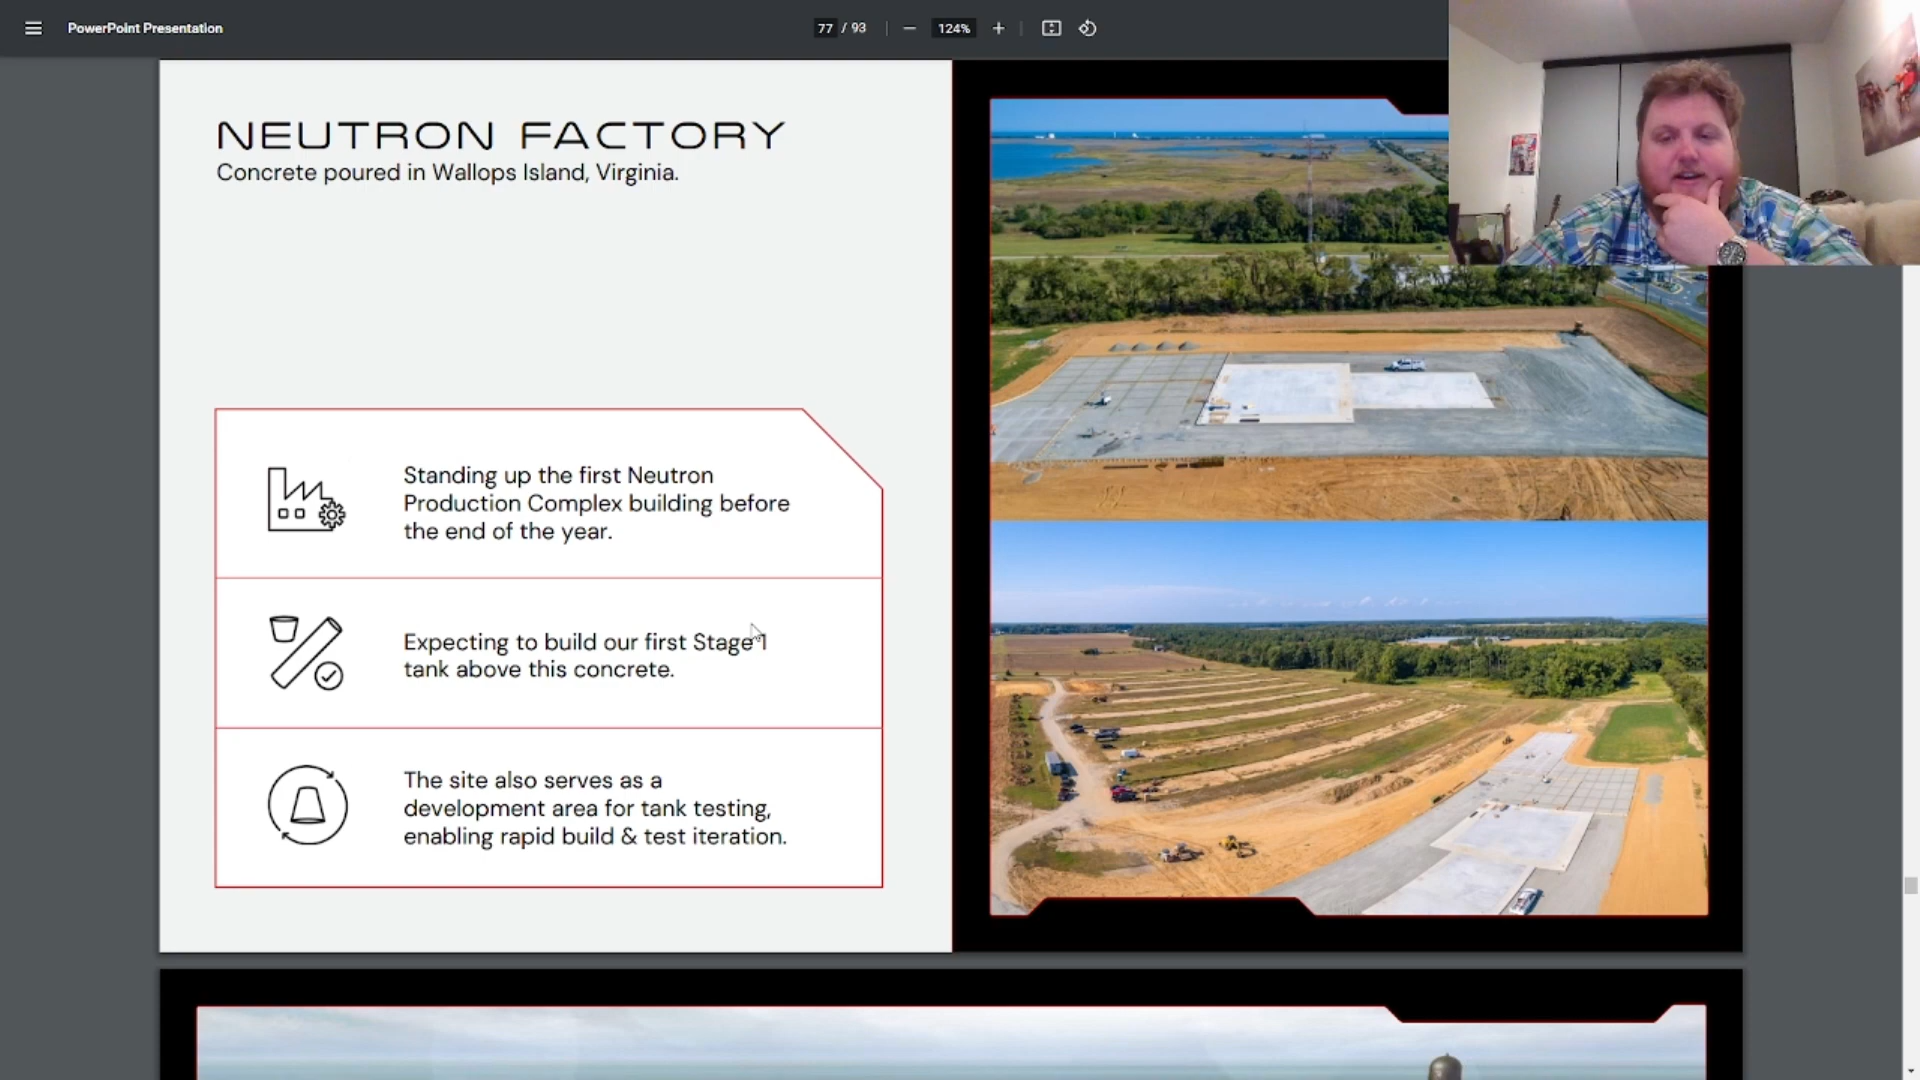 PowerPoint Presentation
77 / 93
124%
NEUTRON FACTORY
Concrete poured in Wallops Island, Virginia.
Standing up the first Neutron
Production Complex building before
the end of the year.
Expecting to build our first Stage 1
tank above this concrete.
The site also serves as a
development area for tank testing,
enabling rapid build & test iteration.